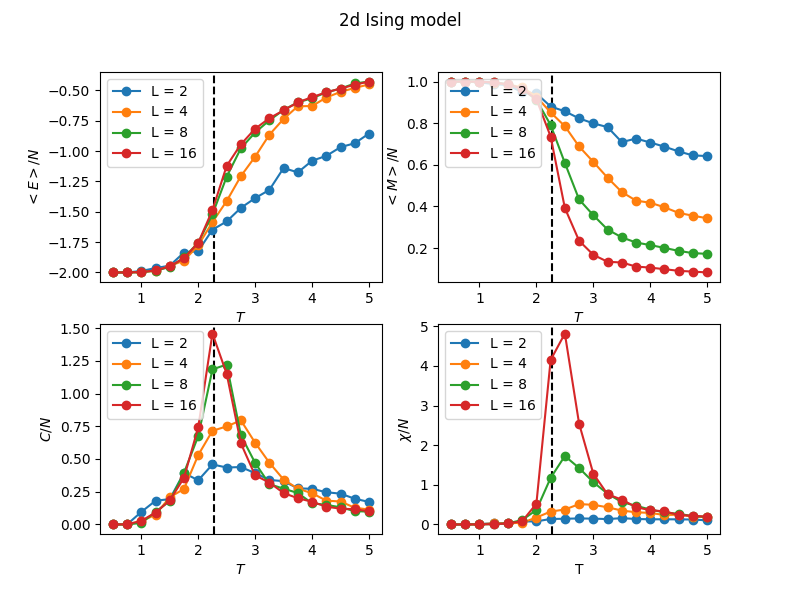 2d Ising model
L = 2
L = 4
L = 8
L = 16
−0.50
−0.75
−1.00
−1.25
−1.50
−1.75
−2.00
< E > /N
1 2 3 4 5
T
L = 2
L = 4
L = 8
L = 16
1.0
0.8
0.6
0.4
0.2
< M > /N
1 2 3 4 5
T
L = 2
L = 4
L = 8
L = 16
1.50
1.25
1.00
0.75
0.50
0.25
0.00
C/N
1 2 3 4 5
T
L = 2
L = 4
L = 8
L = 16
5
4
3
2
1
0
χ/N
1 2 3 4 5
T